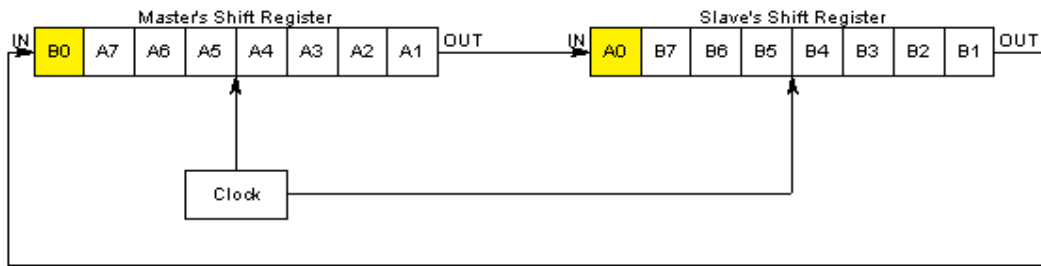 Master's Shift Register
Slave's Shift Register
IN B0 A7 A6 A5 A4 A3 A2 A1 OUT
IN A0 B7 B6 B5 B4 B3 B2 B1 OUT
Clock